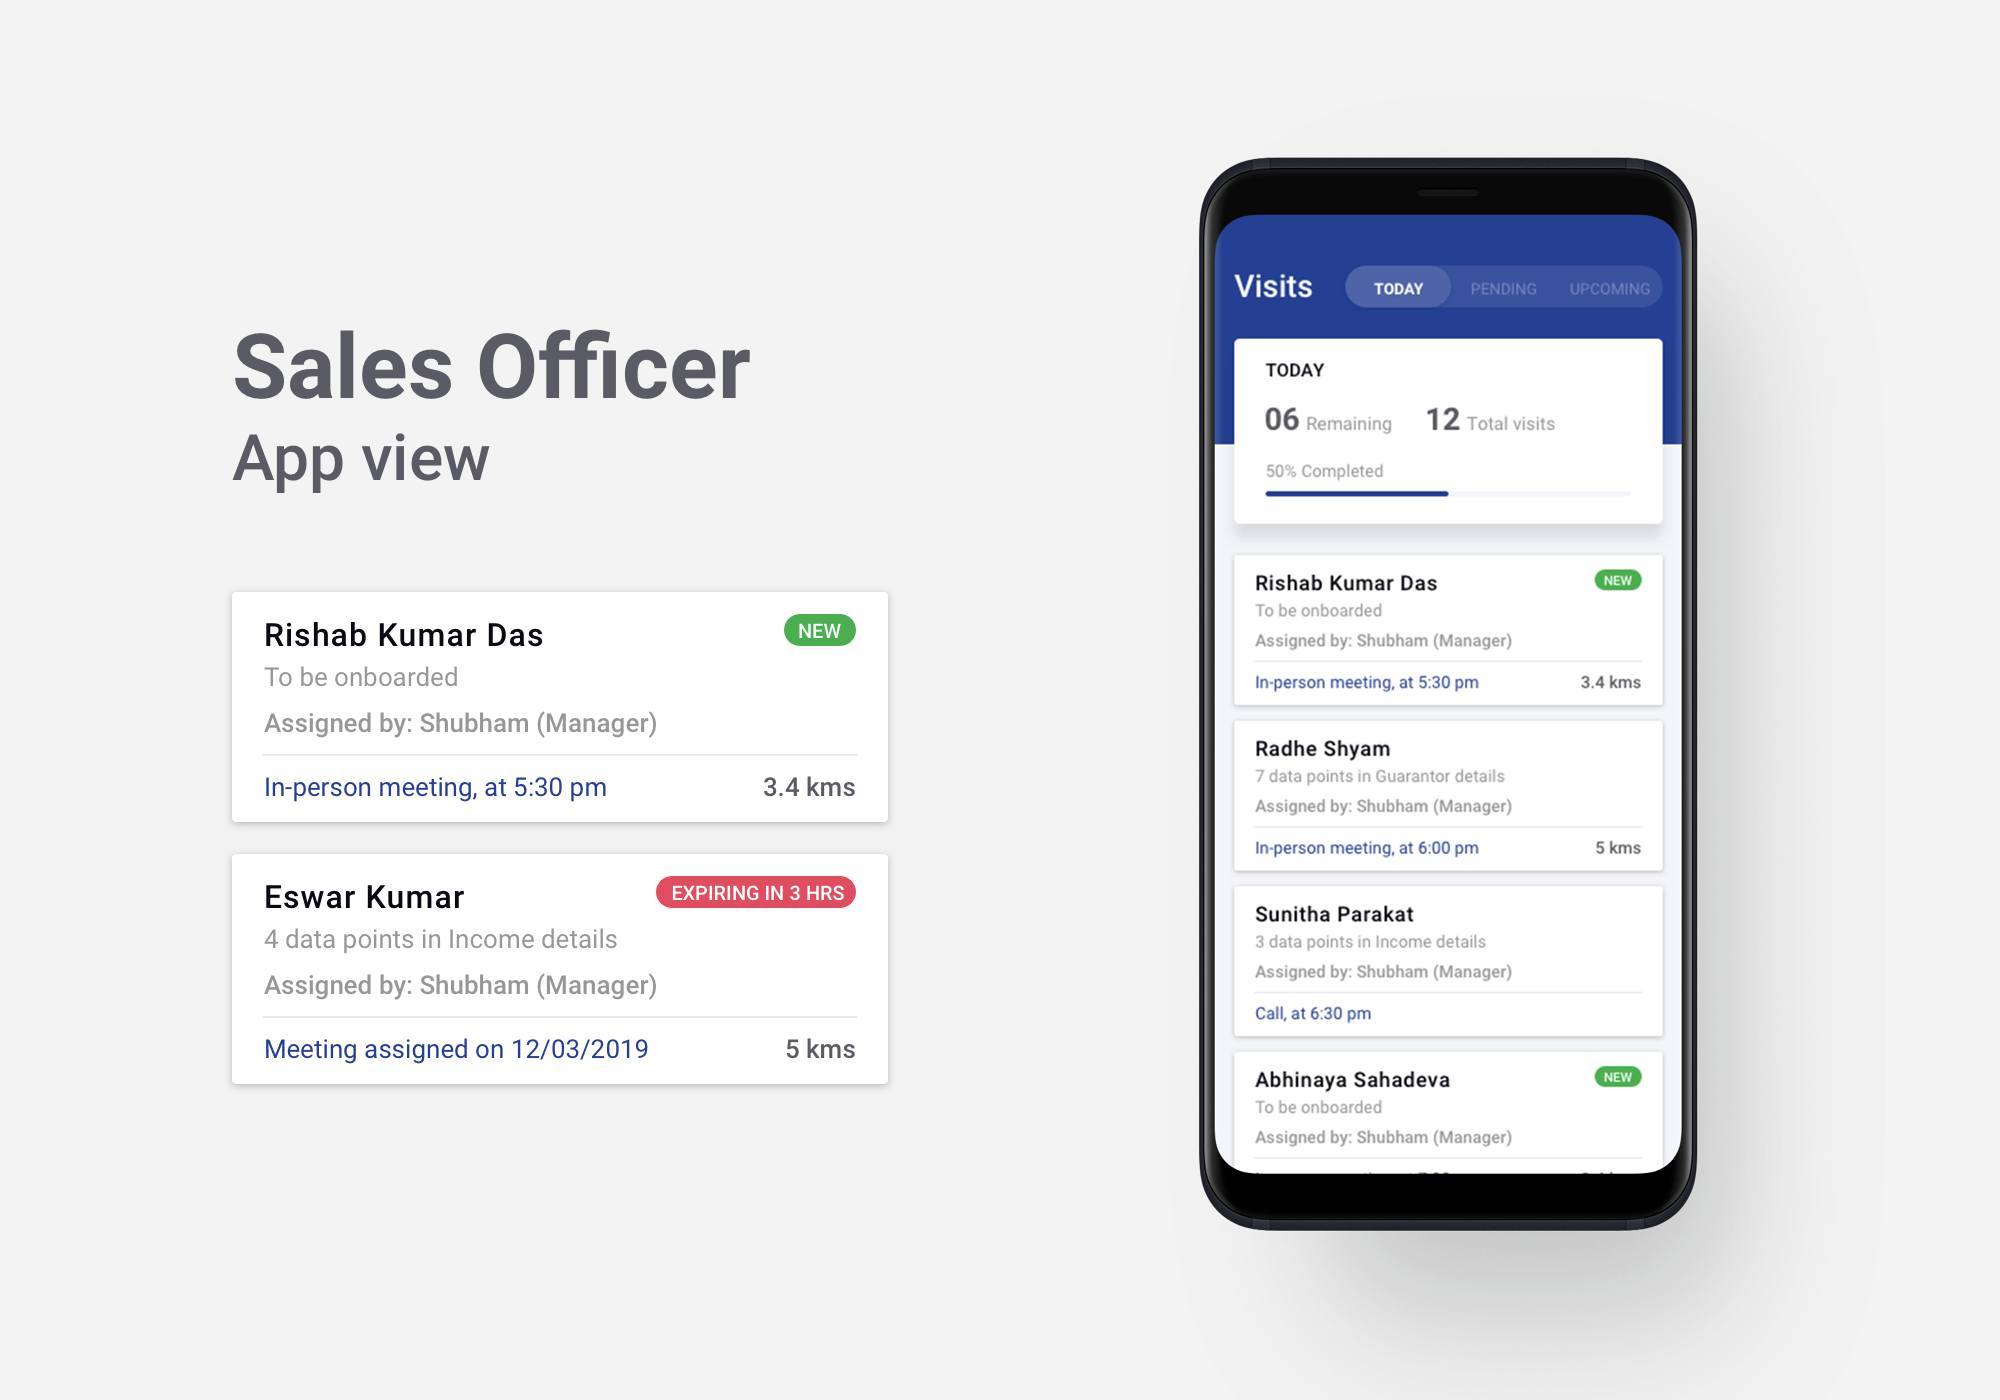 Sales Officer
App view
Rishab Kumar Das
NEW
To be onboarded
Assigned by: Shubham (Manager)
In-person meeting, at 5:30 pm
3.4 kms
Eswar Kumar
EXPIRING IN 3 HRS
4 data points in Income details
Assigned by: Shubham (Manager)
Meeting assigned on 12/03/2019
5 kms
Visits
TODAY
PENDING
UPCOMING
TODAY
06 Remaining
12 Total visits
50% Completed
Rishab Kumar Das
NEW
To be onboarded
Assigned by: Shubham (Manager)
In-person meeting, at 5:30 pm
3.4 kms
Radhe Shyam
7 data points in Guarantor details
Assigned by: Shubham (Manager)
In-person meeting, at 6:00 pm
5 kms
Sunitha Parakat
3 data points in Income details
Assigned by: Shubham (Manager)
Call, at 6:30 pm
Abhinaya Sahadeva
NEW
To be onboarded
Assigned by: Shubham (Manager)